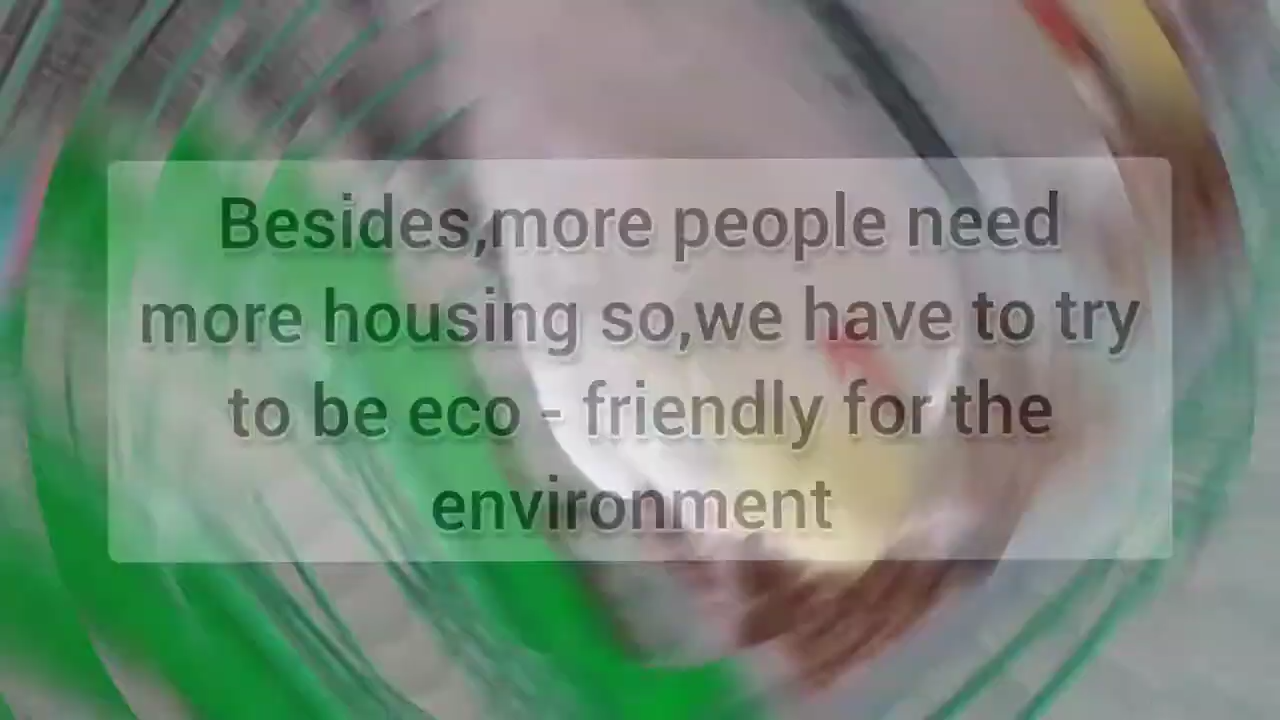 Besides,more people need
more housing so,we have to try
to be eco - friendly for the
environment